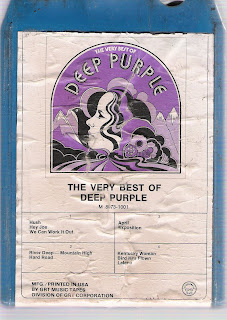 THE VERY BEST OF
DEEP PURPLE
THE VERY BEST OF
DEEP PURPLE
Hush
Hey Joe
We Can Work It Out
April
Exposition
River Deep - Mountain High
Hard Road
Kentucky Woman
MFG. / PRINTED IN USA
BY GRT MUSIC TAPES
DIVISION OF GRT CORPORATION